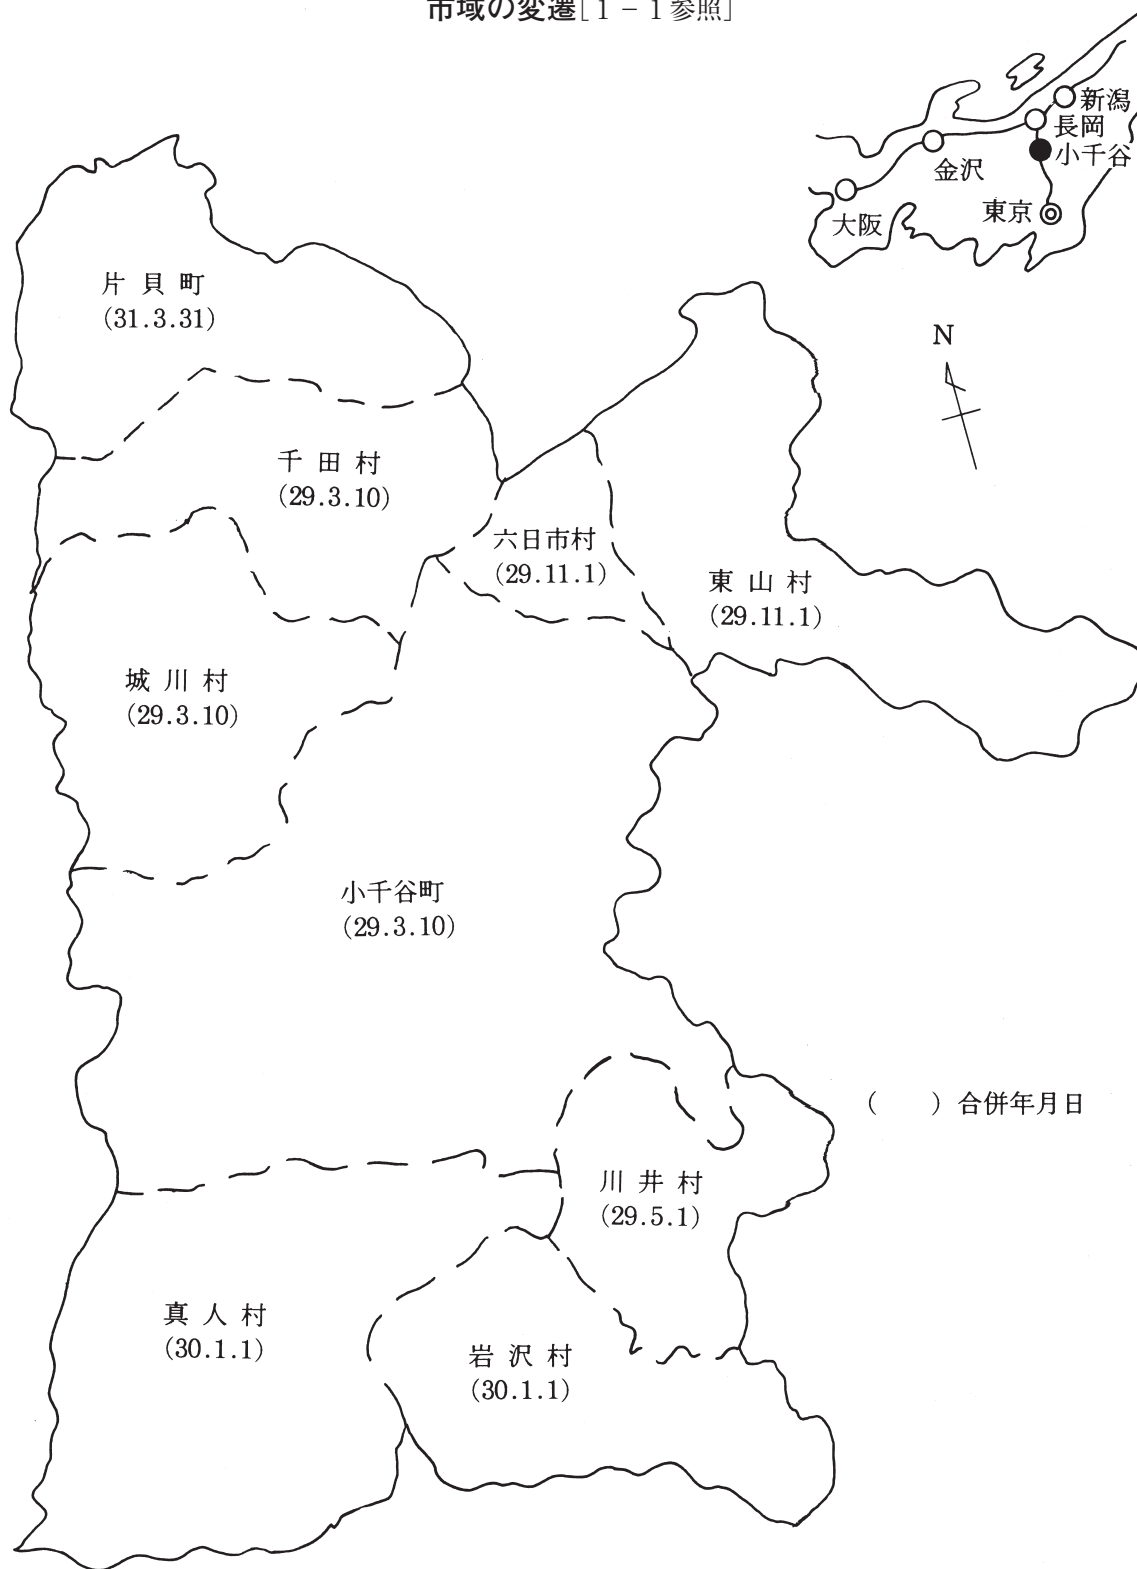 市域の変遷[1-1参照]
新潟
長岡
小千谷
金沢
大阪
東京
N
片貝町
(31.3.31)
千田村
(29.3.10)
六日市村
(29.11.1)
東山村
(29.11.1)
城川村
(29.3.10)
小千谷町
(29.3.10)
(　　)合併年月日
川井村
(29.5.1)
真人村
(30.1.1)
岩沢村
(30.1.1)